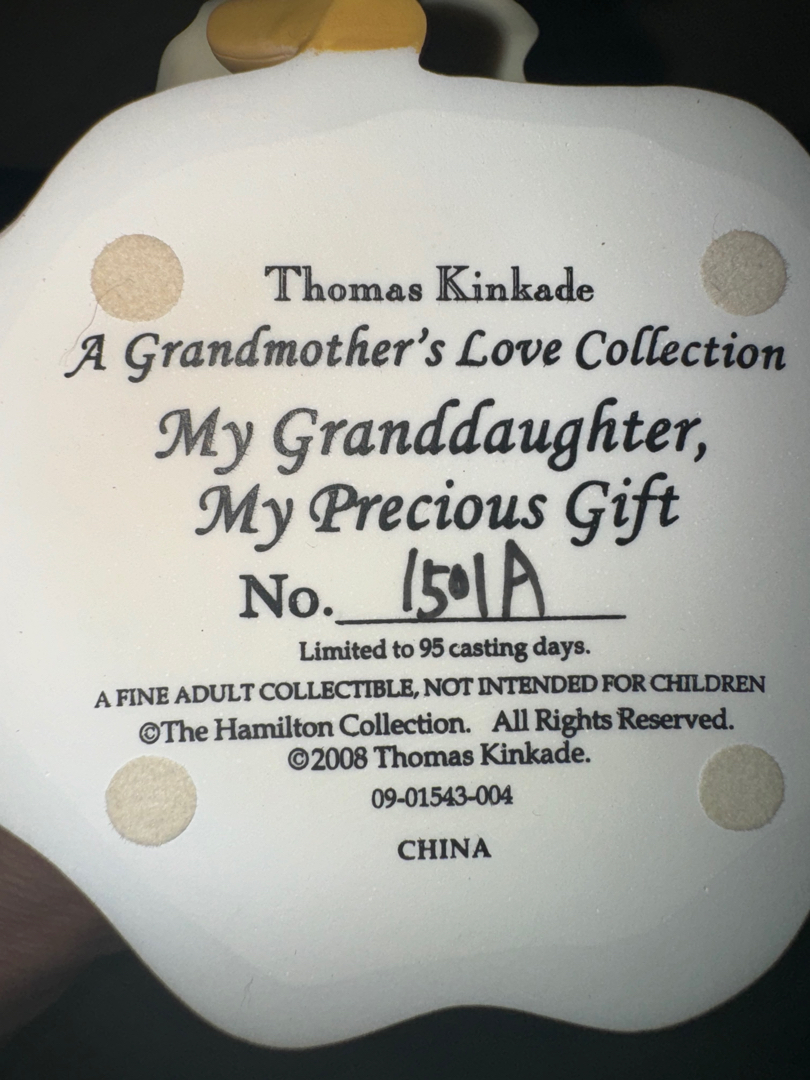 Thomas Kinkade
A Grandmother's Love Collection
My Granddaughter,
My Precious Gift
No. 1501A
Limited to 95 casting days.
A FINE ADULT COLLECTIBLE, NOT INTENDED FOR CHILDREN
©The Hamilton Collection. All Rights Reserved.
©2008 Thomas Kinkade.
09-01543-004
CHINA